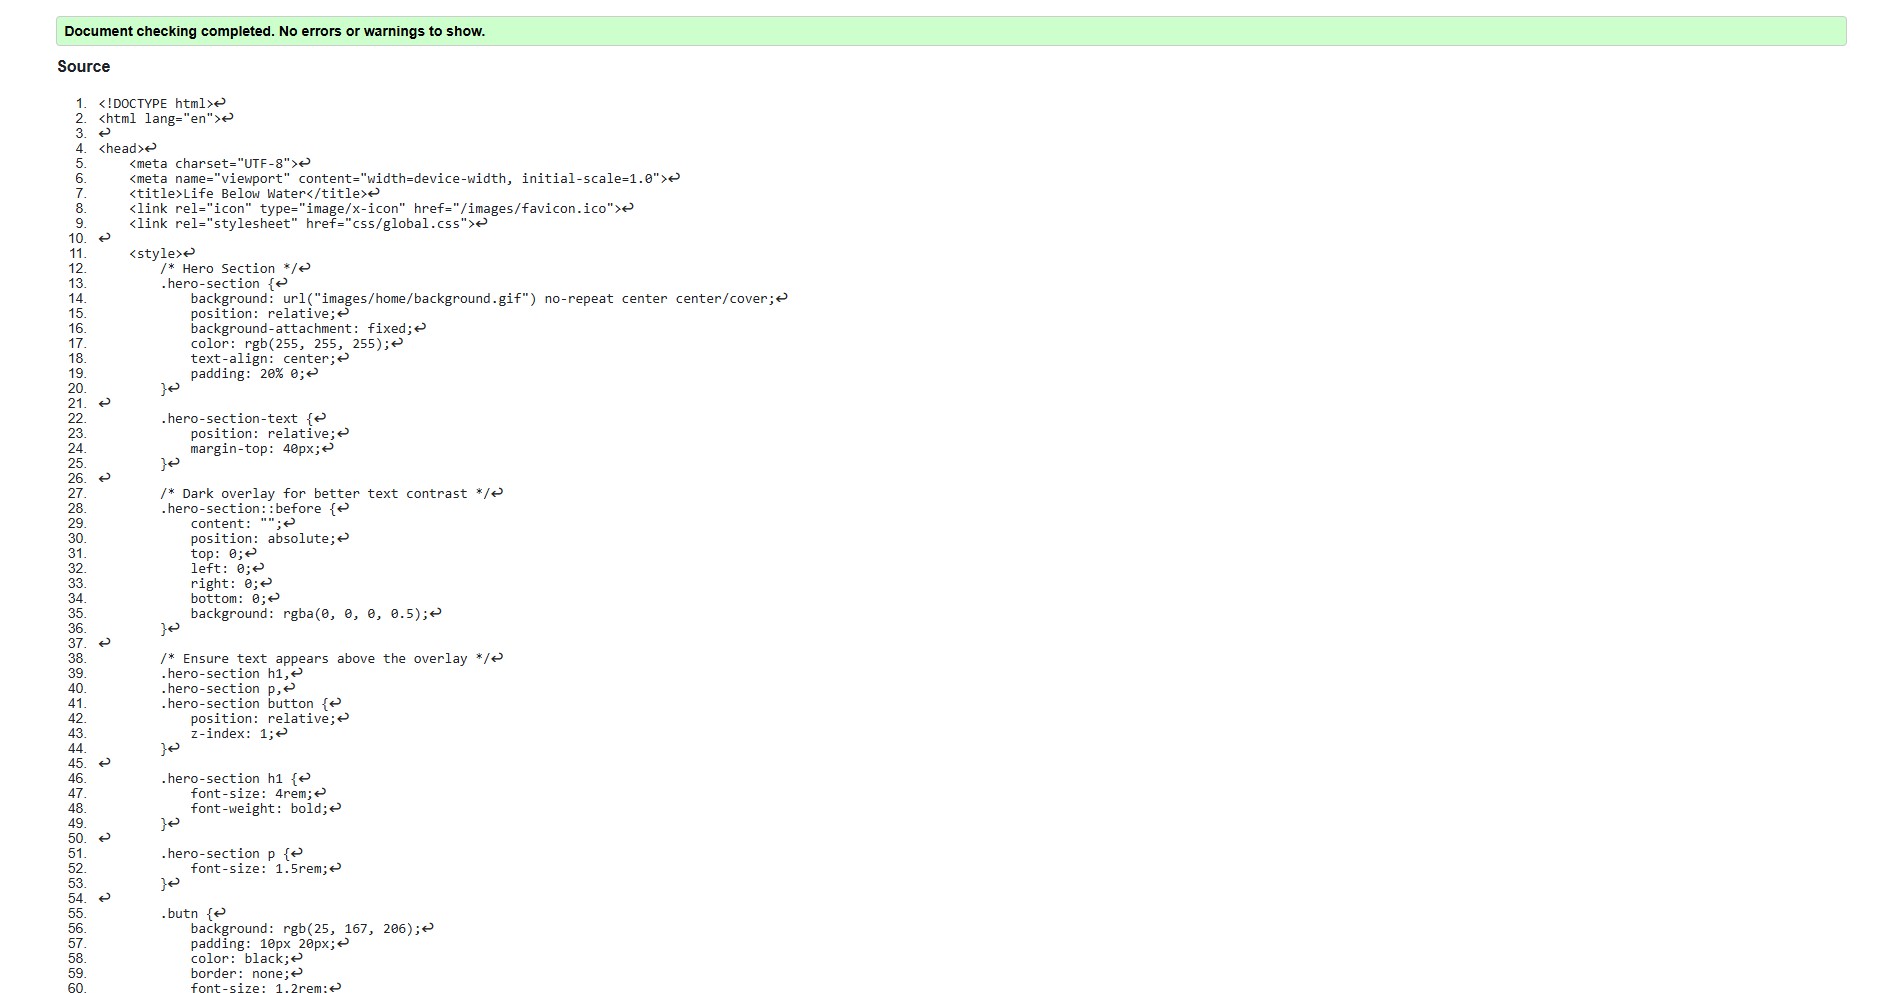 Document checking completed. No errors or warnings to show.
Source
1. <!DOCTYPE html>↩
2. <html lang="en">↩
3. ↩
4. <head>↩
5.     <meta charset="UTF-8">↩
6.     <meta name="viewport" content="width=device-width, initial-scale=1.0">↩
7.     <title>Life Below Water</title>↩
8.     <link rel="icon" type="image/x-icon" href="/images/favicon.ico">↩
9.     <link rel="stylesheet" href="css/global.css">↩
10. ↩
11.     <style>↩
12.         /* Hero Section */↩
13.         .hero-section {↩
14.             background: url("images/home/background.gif") no-repeat center center/cover;↩
15.             position: relative;↩
16.             background-attachment: fixed;↩
17.             color: rgb(255, 255, 255);↩
18.             text-align: center;↩
19.             padding: 20% 0;↩
20.         }↩
21. ↩
22.         .hero-section-text {↩
23.             position: relative;↩
24.             margin-top: 40px;↩
25.         }↩
26. ↩
27.         /* Dark overlay for better text contrast */↩
28.         .hero-section::before {↩
29.             content: "";↩
30.             position: absolute;↩
31.             top: 0;↩
32.             left: 0;↩
33.             right: 0;↩
34.             bottom: 0;↩
35.             background: rgba(0, 0, 0, 0.5);↩
36.         }↩
37. ↩
38.         /* Ensure text appears above the overlay */↩
39.         .hero-section h1,↩
40.         .hero-section p,↩
41.         .hero-section button {↩
42.             position: relative;↩
43.             z-index: 1;↩
44.         }↩
45. ↩
46.         .hero-section h1 {↩
47.             font-size: 4rem;↩
48.             font-weight: bold;↩
49.         }↩
50. ↩
51.         .hero-section p {↩
52.             font-size: 1.5rem;↩
53.         }↩
54. ↩
55.         .butn {↩
56.             background: rgb(25, 167, 206);↩
57.             padding: 10px 20px;↩
58.             color: black;↩
59.             border: none;↩
60.             font-size: 1.2rem;↩